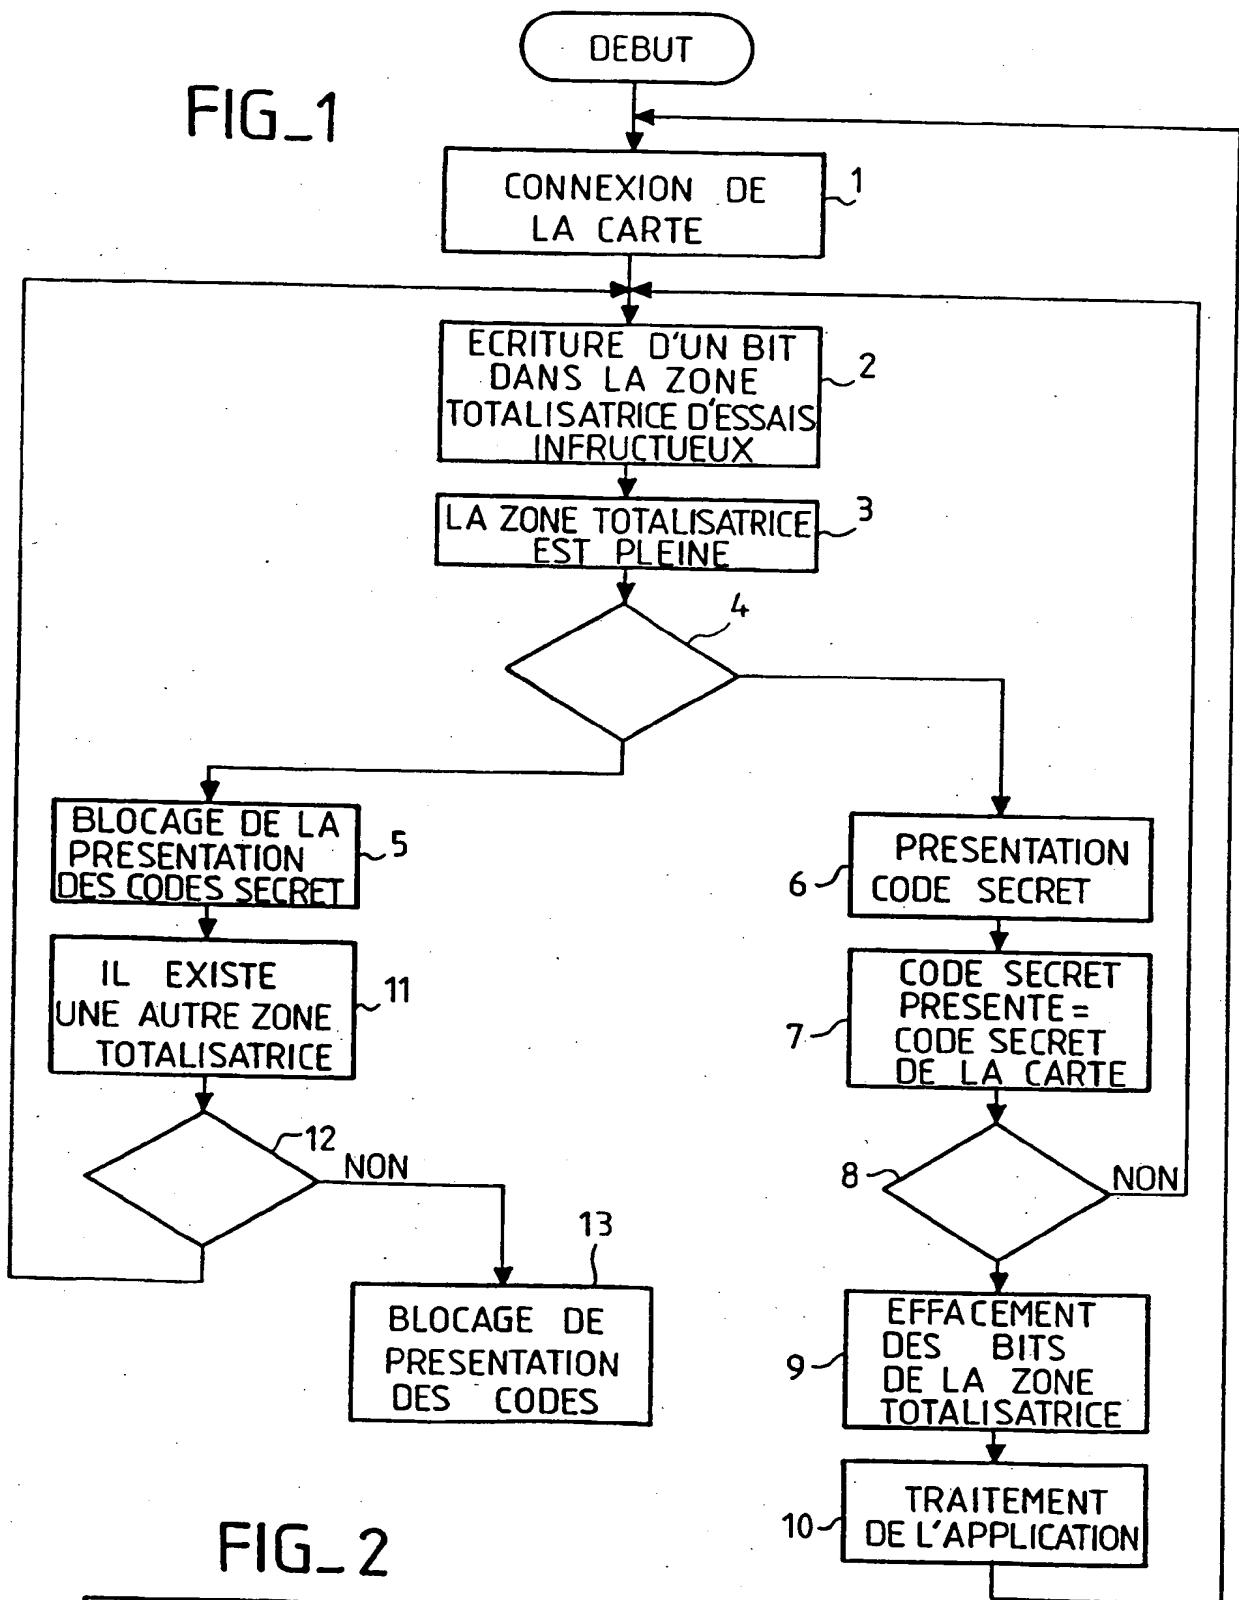 DEBUT
FIG_1
CONNEXION DE
LA CARTE
1
ECRITURE D'UN BIT
DANS LA ZONE
TOTALISATRICE D'ESSAIS
INFRUCTUEUX
2
LA ZONE TOTALISATRICE
EST PLEINE
3
4
BLOCAGE DE LA
PRESENTATION
DES CODES SECRET
5
PRESENTATION
CODE SECRET
6
IL EXISTE
UNE AUTRE ZONE
TOTALISATRICE
11
CODE SECRET
PRESENTE =
CODE SECRET
DE LA CARTE
7
12
NON
8
NON
13
BLOCAGE DE
PRESENTATION
DES CODES
EFFACEMENT
DES BITS
DE LA ZONE
TOTALISATRICE
9
TRAITEMENT
DE L'APPLICATION
10
FIG_2